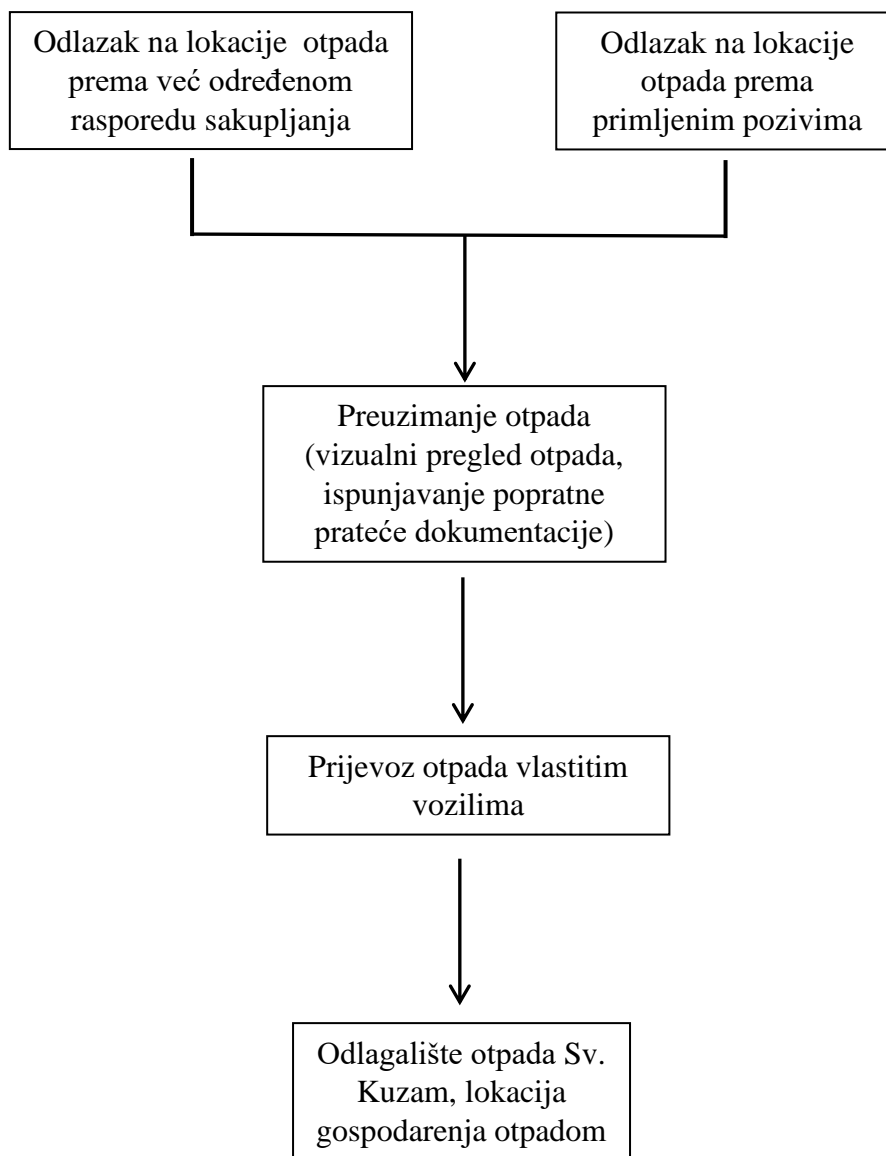 Odlazak na lokacije otpada
prema već određenom
rasporedu sakupljanja
Odlazak na lokacije
otpada prema
primljenim pozivima
Preuzimanje otpada
(vizualni pregled otpada,
ispunjavanje popratne
prateće dokumentacije)
Prijevoz otpada vlastitim
vozilima
Odlagalište otpada Sv.
Kuzam, lokacija
gospodarenja otpadom